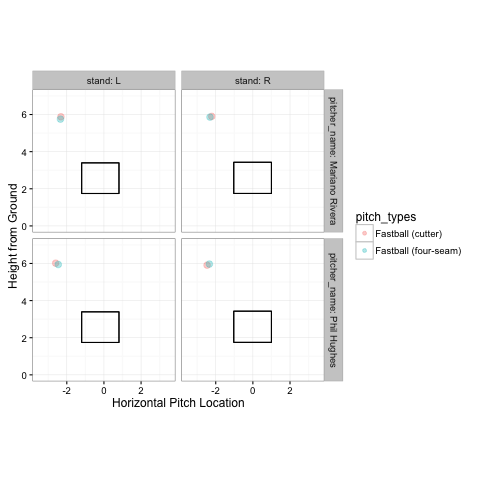 stand: L
stand: R
Height from Ground
6
4
2
0
pitcher_name: Mariano Rivera
6
4
2
0
pitcher_name: Phil Hughes
-2
0
2
-2
0
2
Horizontal Pitch Location
pitch_types
Fastball (cutter)
Fastball (four-seam)